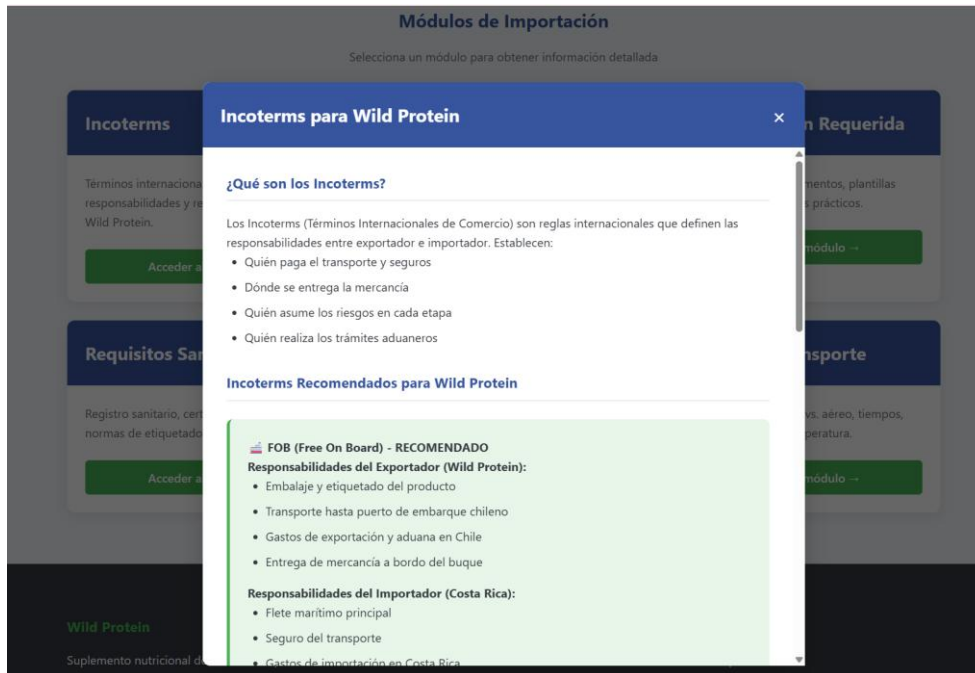 Módulos de Importación
Selecciona un módulo para obtener información detallada
Incoterms
Términos internaciona
responsabilidades y re
Wild Protein.
Acceder a
Requisitos San
Registro sanitario, cert
normas de etiquetado
Acceder a
Incoterms para Wild Protein ×
¿Qué son los Incoterms?
Los Incoterms (Términos Internacionales de Comercio) son reglas internacionales que definen las
responsabilidades entre exportador e importador. Establecen:
• Quién paga el transporte y seguros
• Dónde se entrega la mercancía
• Quién asume los riesgos en cada etapa
• Quién realiza los trámites aduaneros
Incoterms Recomendados para Wild Protein
🚢 FOB (Free On Board) - RECOMENDADO
Responsabilidades del Exportador (Wild Protein):
• Embalaje y etiquetado del producto
• Transporte hasta puerto de embarque chileno
• Gastos de exportación y aduana en Chile
• Entrega de mercancía a bordo del buque
Responsabilidades del Importador (Costa Rica):
• Flete marítimo principal
• Seguro del transporte
• Gastos de importación en Costa Rica
n Requerida
mentos, plantillas
s prácticos.
módulo →
nsporte
vs. aéreo, tiempos,
peratura.
módulo →
Wild Protein
Suplemento nutricional d